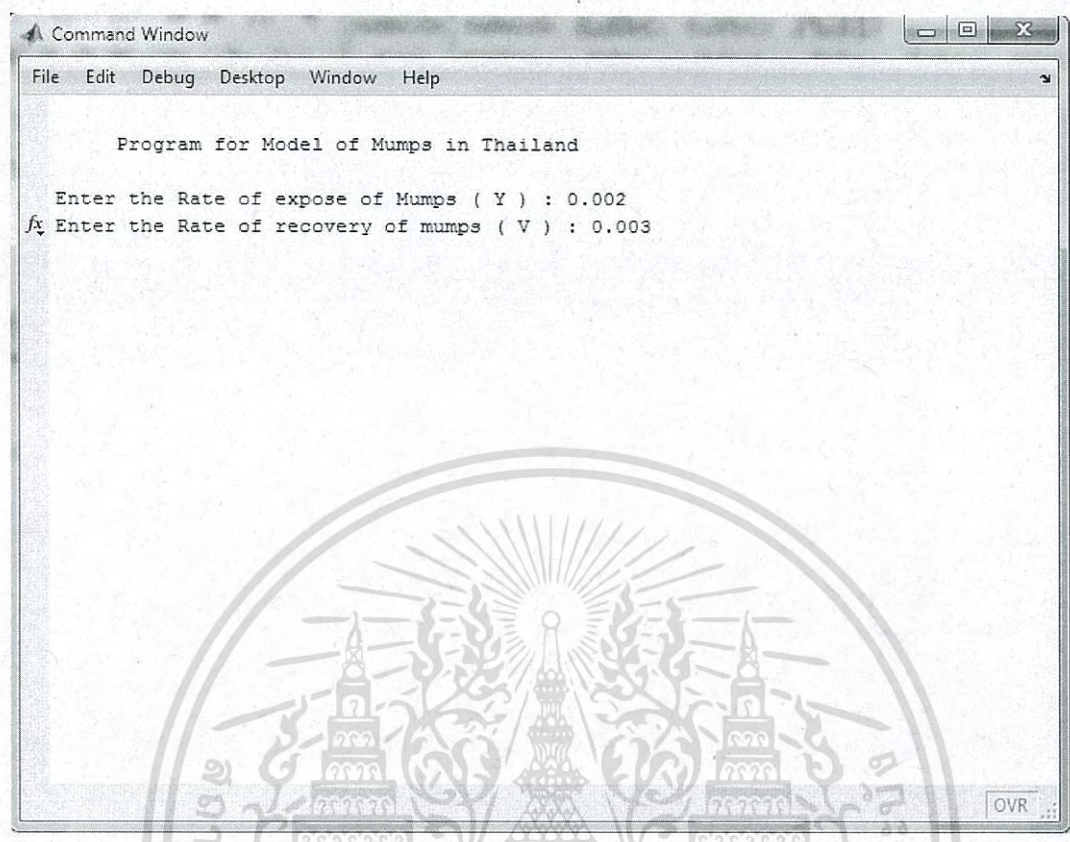 Command Window
File Edit Debug Desktop Window Help
Program for Model of Mumps in Thailand
Enter the Rate of expose of Mumps ( Y ) : 0.002
fx Enter the Rate of recovery of mumps ( V ) : 0.003
OVR